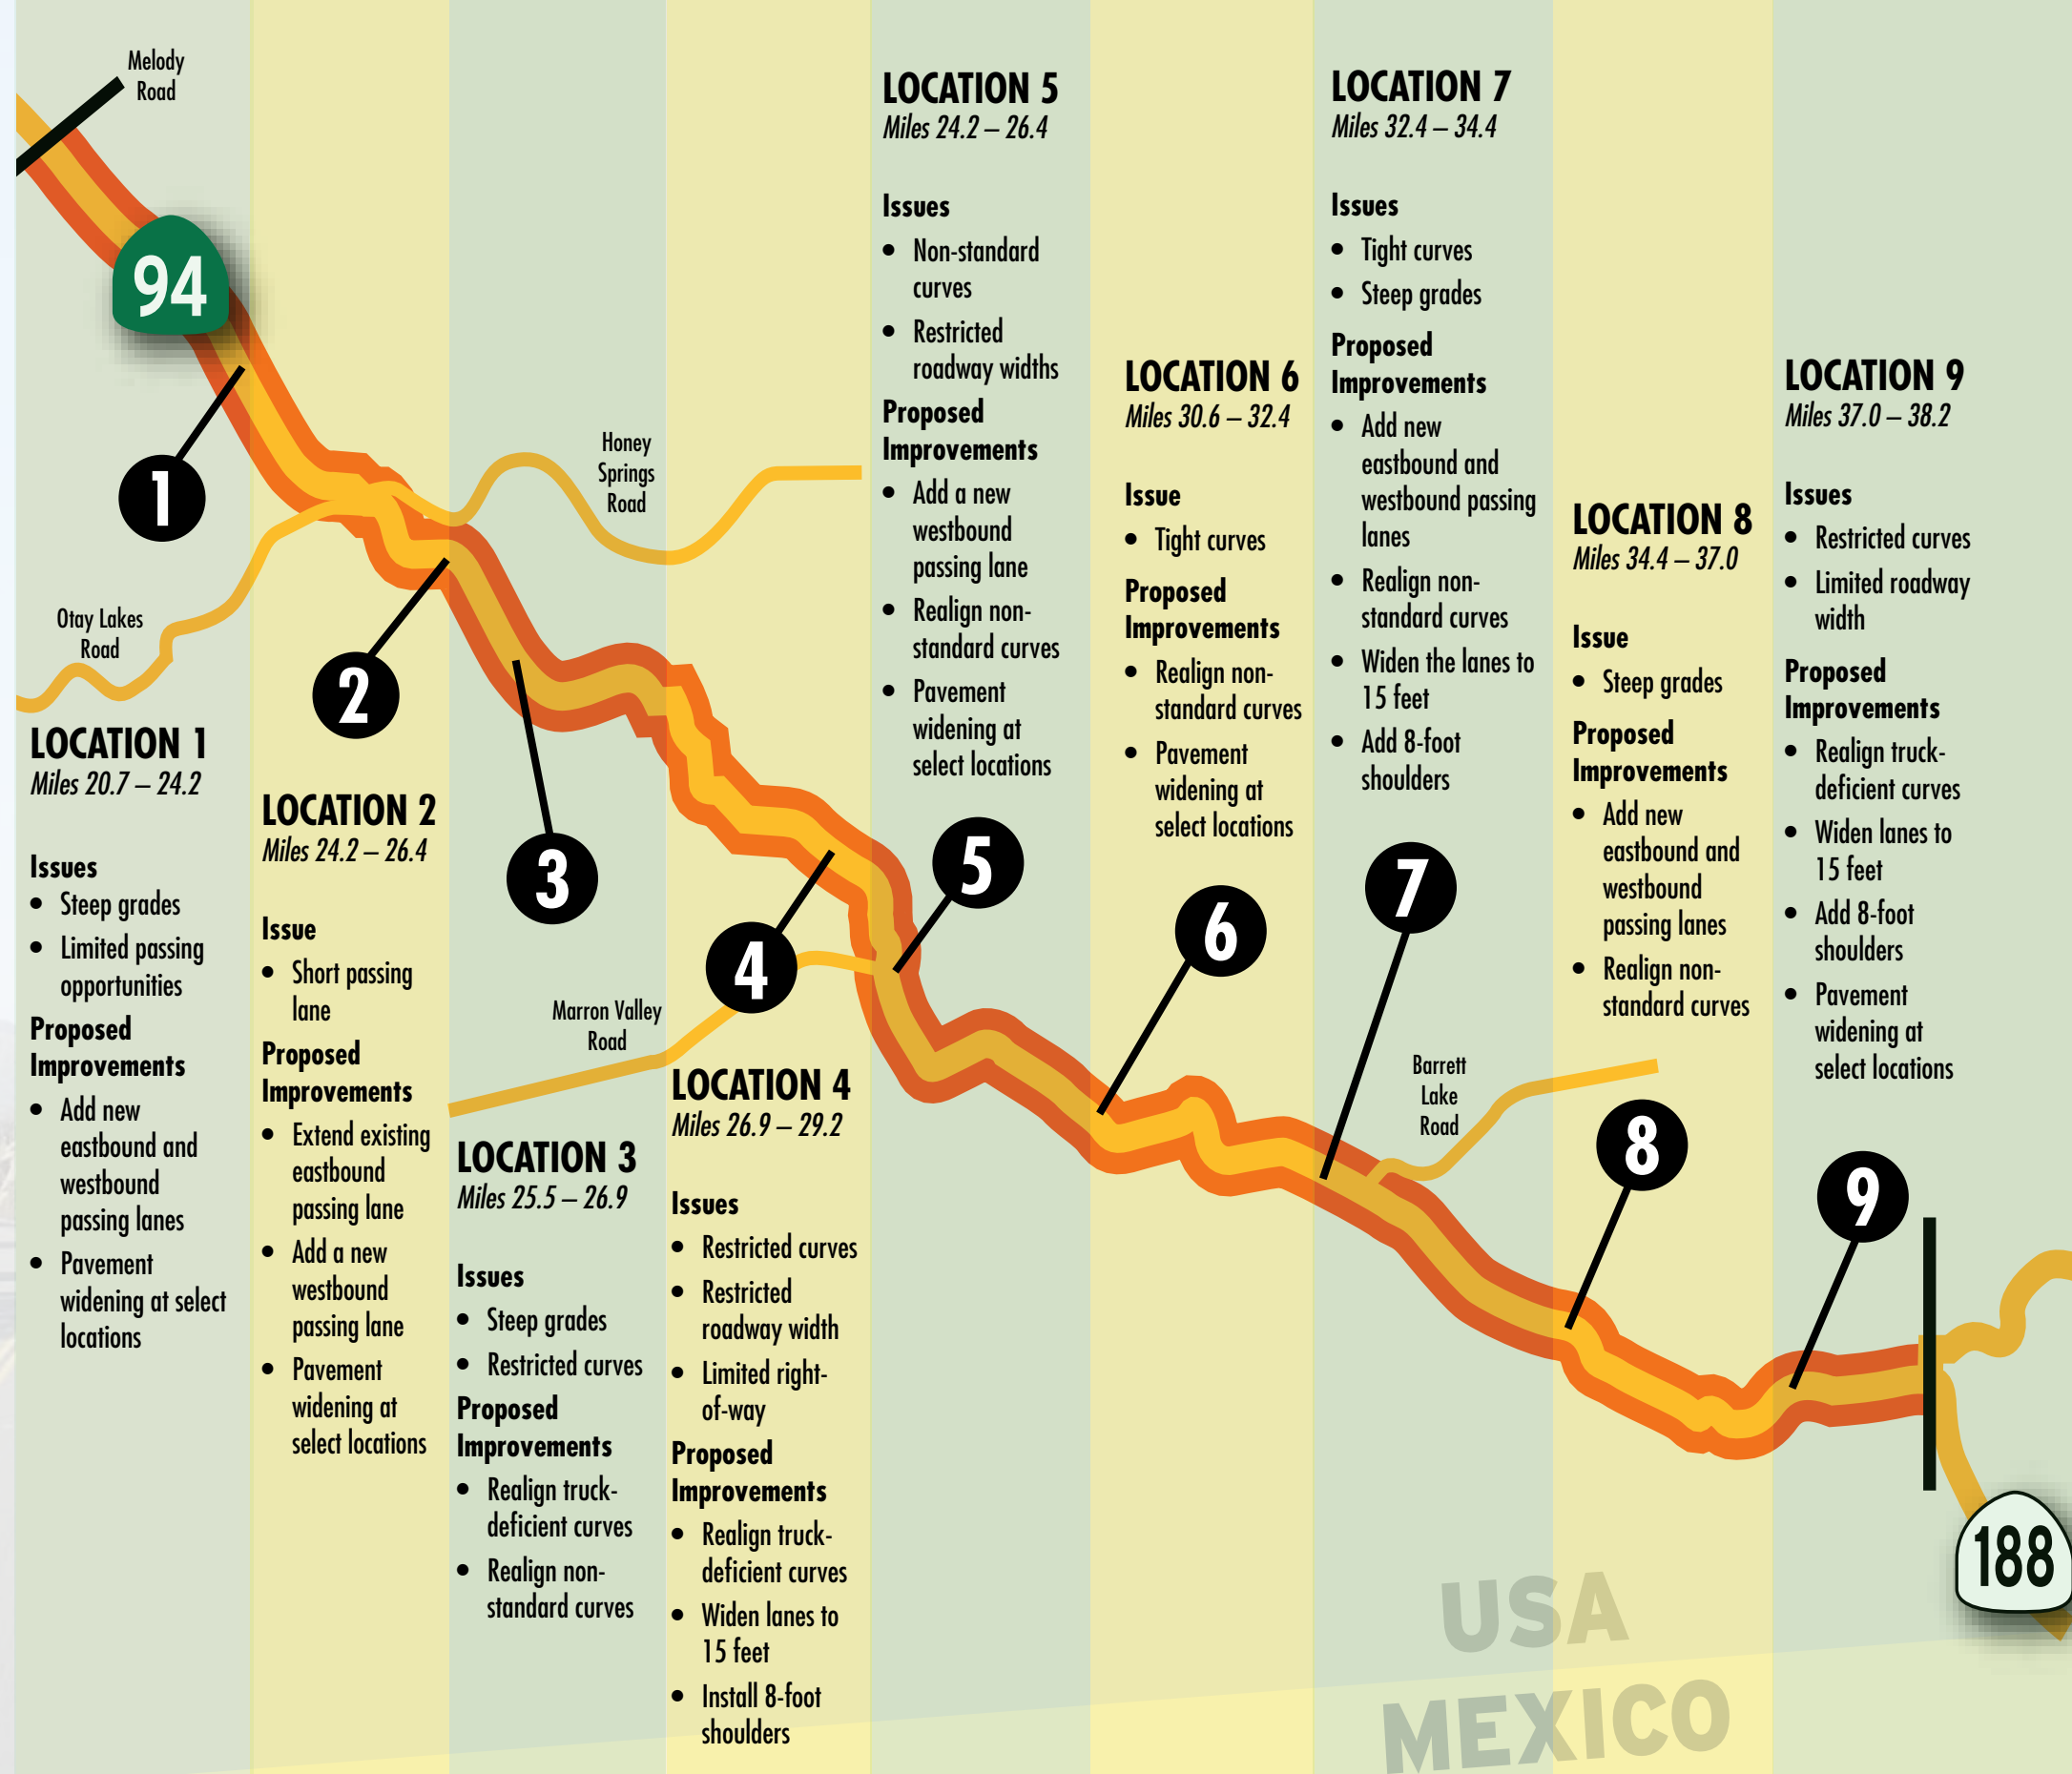 Melody
Road
94
1
Otay Lakes
Road
LOCATION 1
Miles 20.7 – 24.2
Issues
• Steep grades
• Limited passing
opportunities
Proposed
Improvements
• Add new
eastbound and
westbound
passing lanes
• Pavement
widening at select
locations
2
LOCATION 2
Miles 24.2 – 26.4
Issue
• Short passing
lane
Proposed
Improvements
• Extend existing
eastbound
passing lane
• Add a new
westbound
passing lane
• Pavement
widening at
select locations
Honey
Springs
Road
3
Marron Valley
Road
LOCATION 3
Miles 25.5 – 26.9
Issues
• Steep grades
• Restricted curves
Proposed
Improvements
• Realign truck-
deficient curves
• Realign non-
standard curves
4
LOCATION 4
Miles 26.9 – 29.2
Issues
• Restricted curves
• Restricted
roadway width
• Limited right-
of-way
Proposed
Improvements
• Realign truck-
deficient curves
• Widen lanes to
15 feet
• Install 8-foot
shoulders
LOCATION 5
Miles 24.2 – 26.4
Issues
• Non-standard
curves
• Restricted
roadway widths
Proposed
Improvements
• Add a new
westbound
passing lane
• Realign non-
standard curves
• Pavement
widening at
select locations
5
LOCATION 6
Miles 30.6 – 32.4
Issue
• Tight curves
Proposed
Improvements
• Realign non-
standard curves
• Pavement
widening at
select locations
6
LOCATION 7
Miles 32.4 – 34.4
Issues
• Tight curves
• Steep grades
Proposed
Improvements
• Add new
eastbound and
westbound passing
lanes
• Realign non-
standard curves
• Widen the lanes to
15 feet
• Add 8-foot
shoulders
7
Barrett
Lake
Road
LOCATION 8
Miles 34.4 – 37.0
Issue
• Steep grades
Proposed
Improvements
• Add new
eastbound and
westbound
passing lanes
• Realign non-
standard curves
8
LOCATION 9
Miles 37.0 – 38.2
Issues
• Restricted curves
• Limited roadway
width
Proposed
Improvements
• Realign truck-
deficient curves
• Widen lanes to
15 feet
• Add 8-foot
shoulders
• Pavement
widening at
select locations
9
188
USA
MEXICO